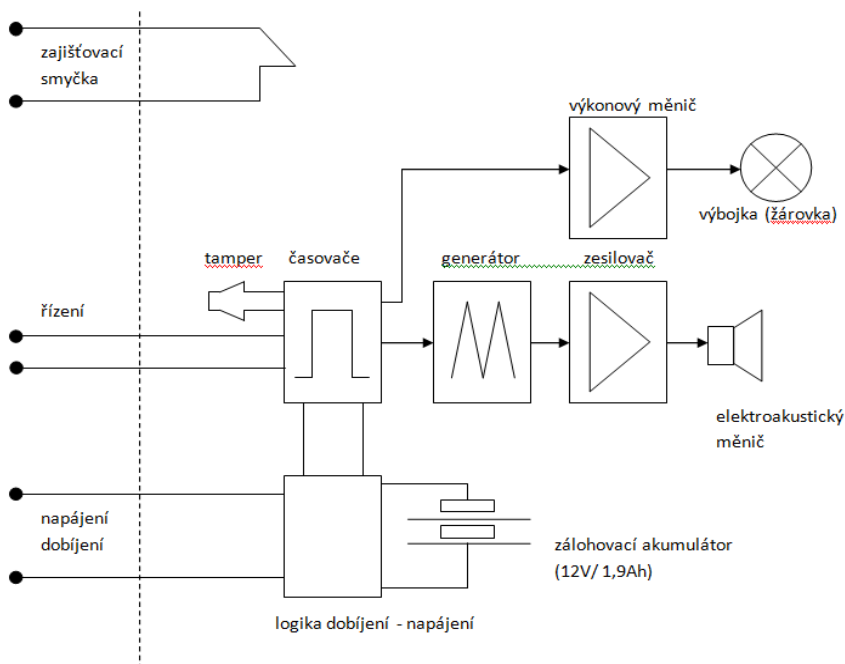 zajišťovací
smyčka
výkonový měnič
výbojka (žárovka)
tamper
časovače
generátor
zesilovač
řízení
elektroakustický
měnič
napájení
dobíjení
zálohovací akumulátor
(12V/ 1,9Ah)
logika dobíjení - napájení